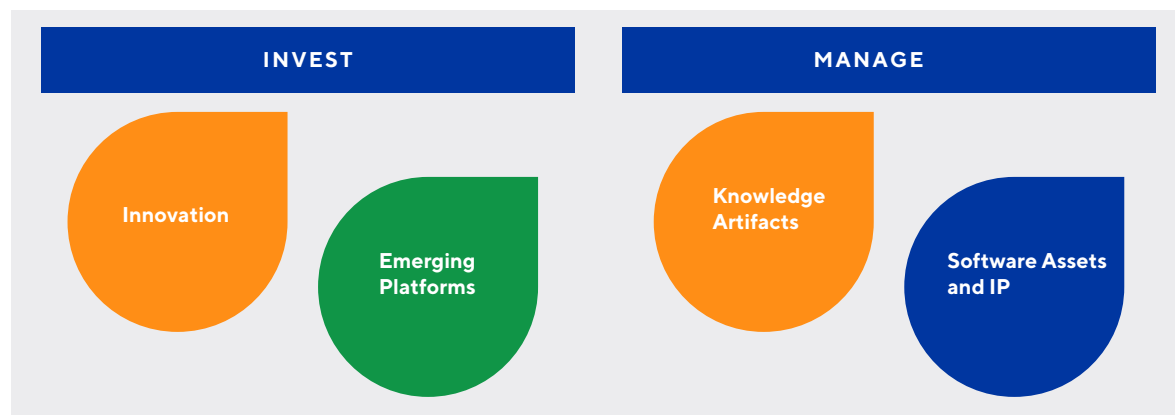 INVEST
MANAGE
Innovation
Emerging
Platforms
Knowledge
Artifacts
Software Assets
and IP